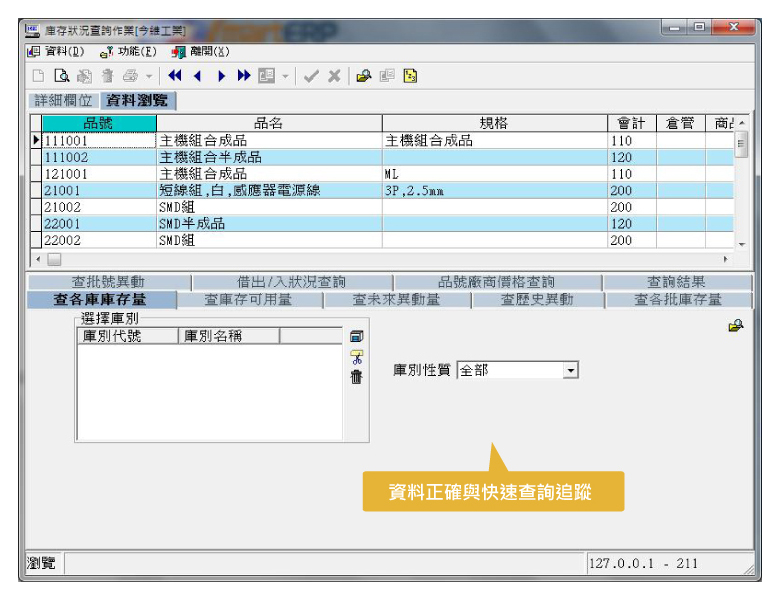 庫存狀況查詢作業[今緯工業]
資料(D) 功能(F) 離開(X)
詳細欄位 資料瀏覽
品號 品名 規格 會計 倉管
111001 主機組合成品 主機組合成品 110
111002 主機組合半成品 120
121001 主機組合成品 ML 110
21001 短線組,白,感應器電源線 3P,2.5mm 200
21002 SMD組 200
22001 SMD半成品 120
22002 SMD組 200
查批號異動 借出/入狀況查詢 品號廠商價格查詢 查詢結果
查各庫庫存量 查庫存可用量 查未來異動量 查歷史異動 查各批庫存量
選擇庫別
庫別代號 庫別名稱
庫別性質 全部
資料正確與快速查詢追蹤
瀏覽 127.0.0.1 - 211